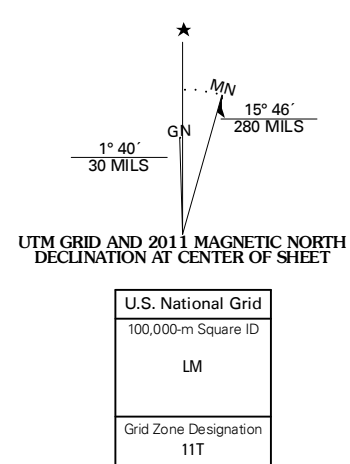 MN
GN
15° 46´
280 MILS
1° 40´
30 MILS
UTM GRID AND 2011 MAGNETIC NORTH
DECLINATION AT CENTER OF SHEET
U.S. National Grid
100,000-m Square ID
LM
Grid Zone Designation
11T